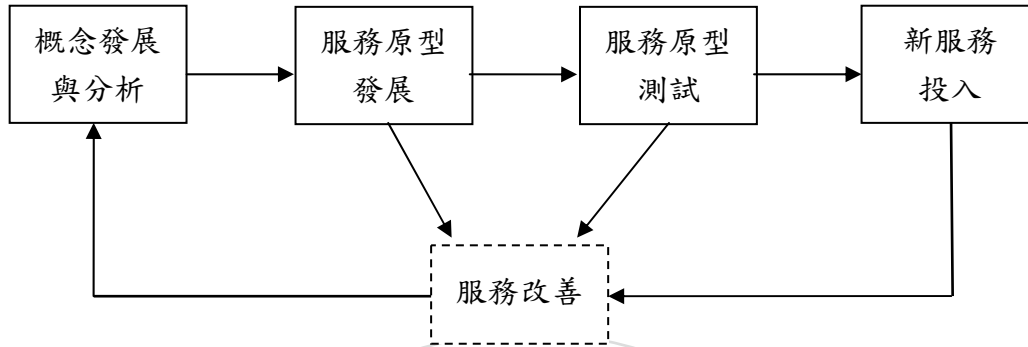 概念發展
與分析
服務原型
發展
服務原型
測試
新服務
投入
服務改善